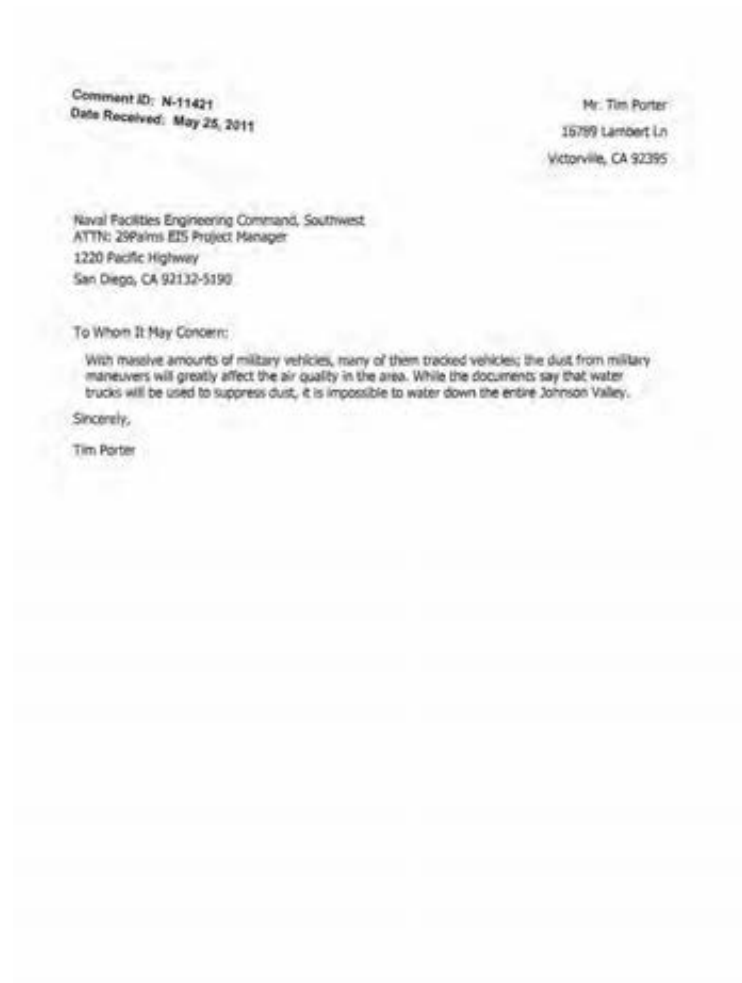 Comment ID: N-11421
Date Received: May 25, 2011
Mr. Tim Porter
16789 Lambert Ln
Victorville, CA 92395
Naval Facilities Engineering Command, Southwest
ATTN: 29Palms EIS Project Manager
1220 Pacific Highway
San Diego, CA 92132-5190
To Whom It May Concern:
With massive amounts of military vehicles, many of them tracked vehicles; the dust from military
maneuvers will greatly affect the air quality in the area. While the documents say that water
trucks will be used to suppress dust, it is impossible to water down the entire Johnson Valley.
Sincerely,
Tim Porter